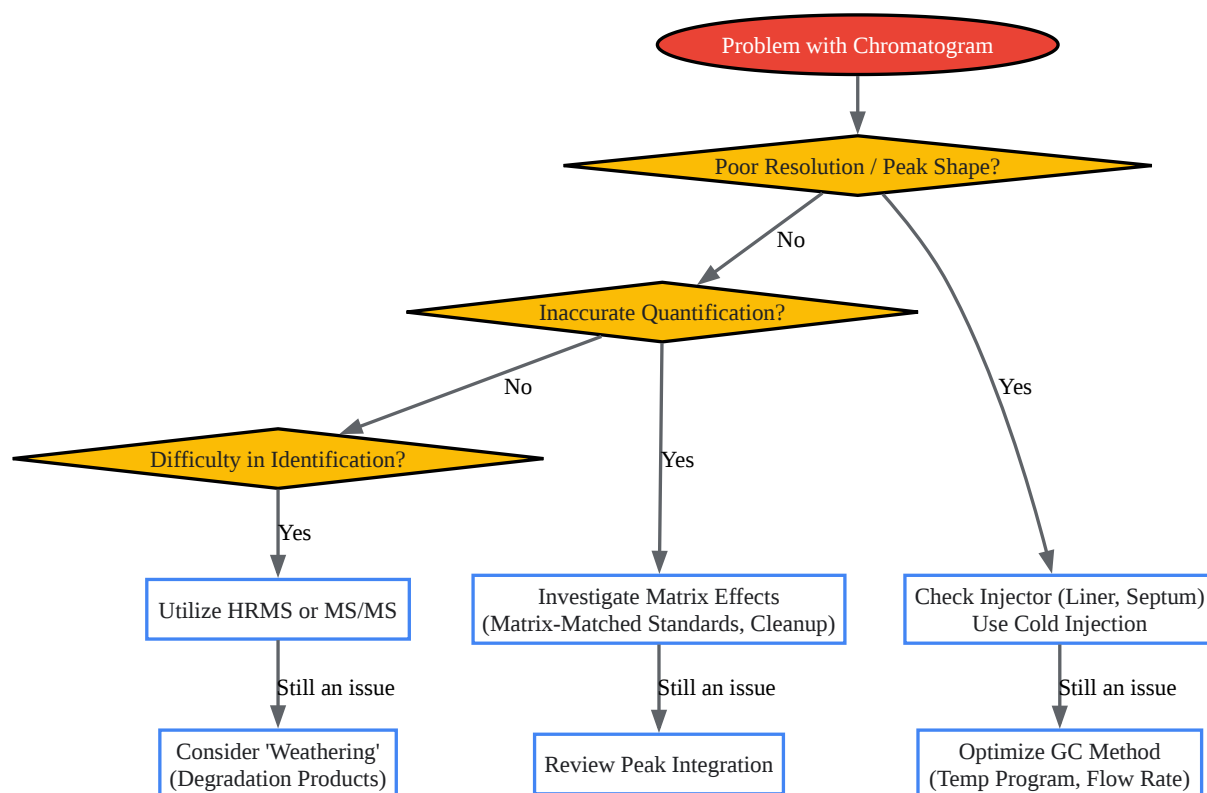 Problem with Chromatogram
Poor Resolution / Peak Shape?
No
Inaccurate Quantification?
No
Yes
Yes
Difficulty in Identification?
Yes
Utilize HRMS or MS/MS
Investigate Matrix Effects
(Matrix-Matched Standards, Cleanup)
Check Injector (Liner, Septum)
Use Cold Injection
Still an issue
Still an issue
Still an issue
Consider 'Weathering'
(Degradation Products)
Review Peak Integration
Optimize GC Method
(Temp Program, Flow Rate)